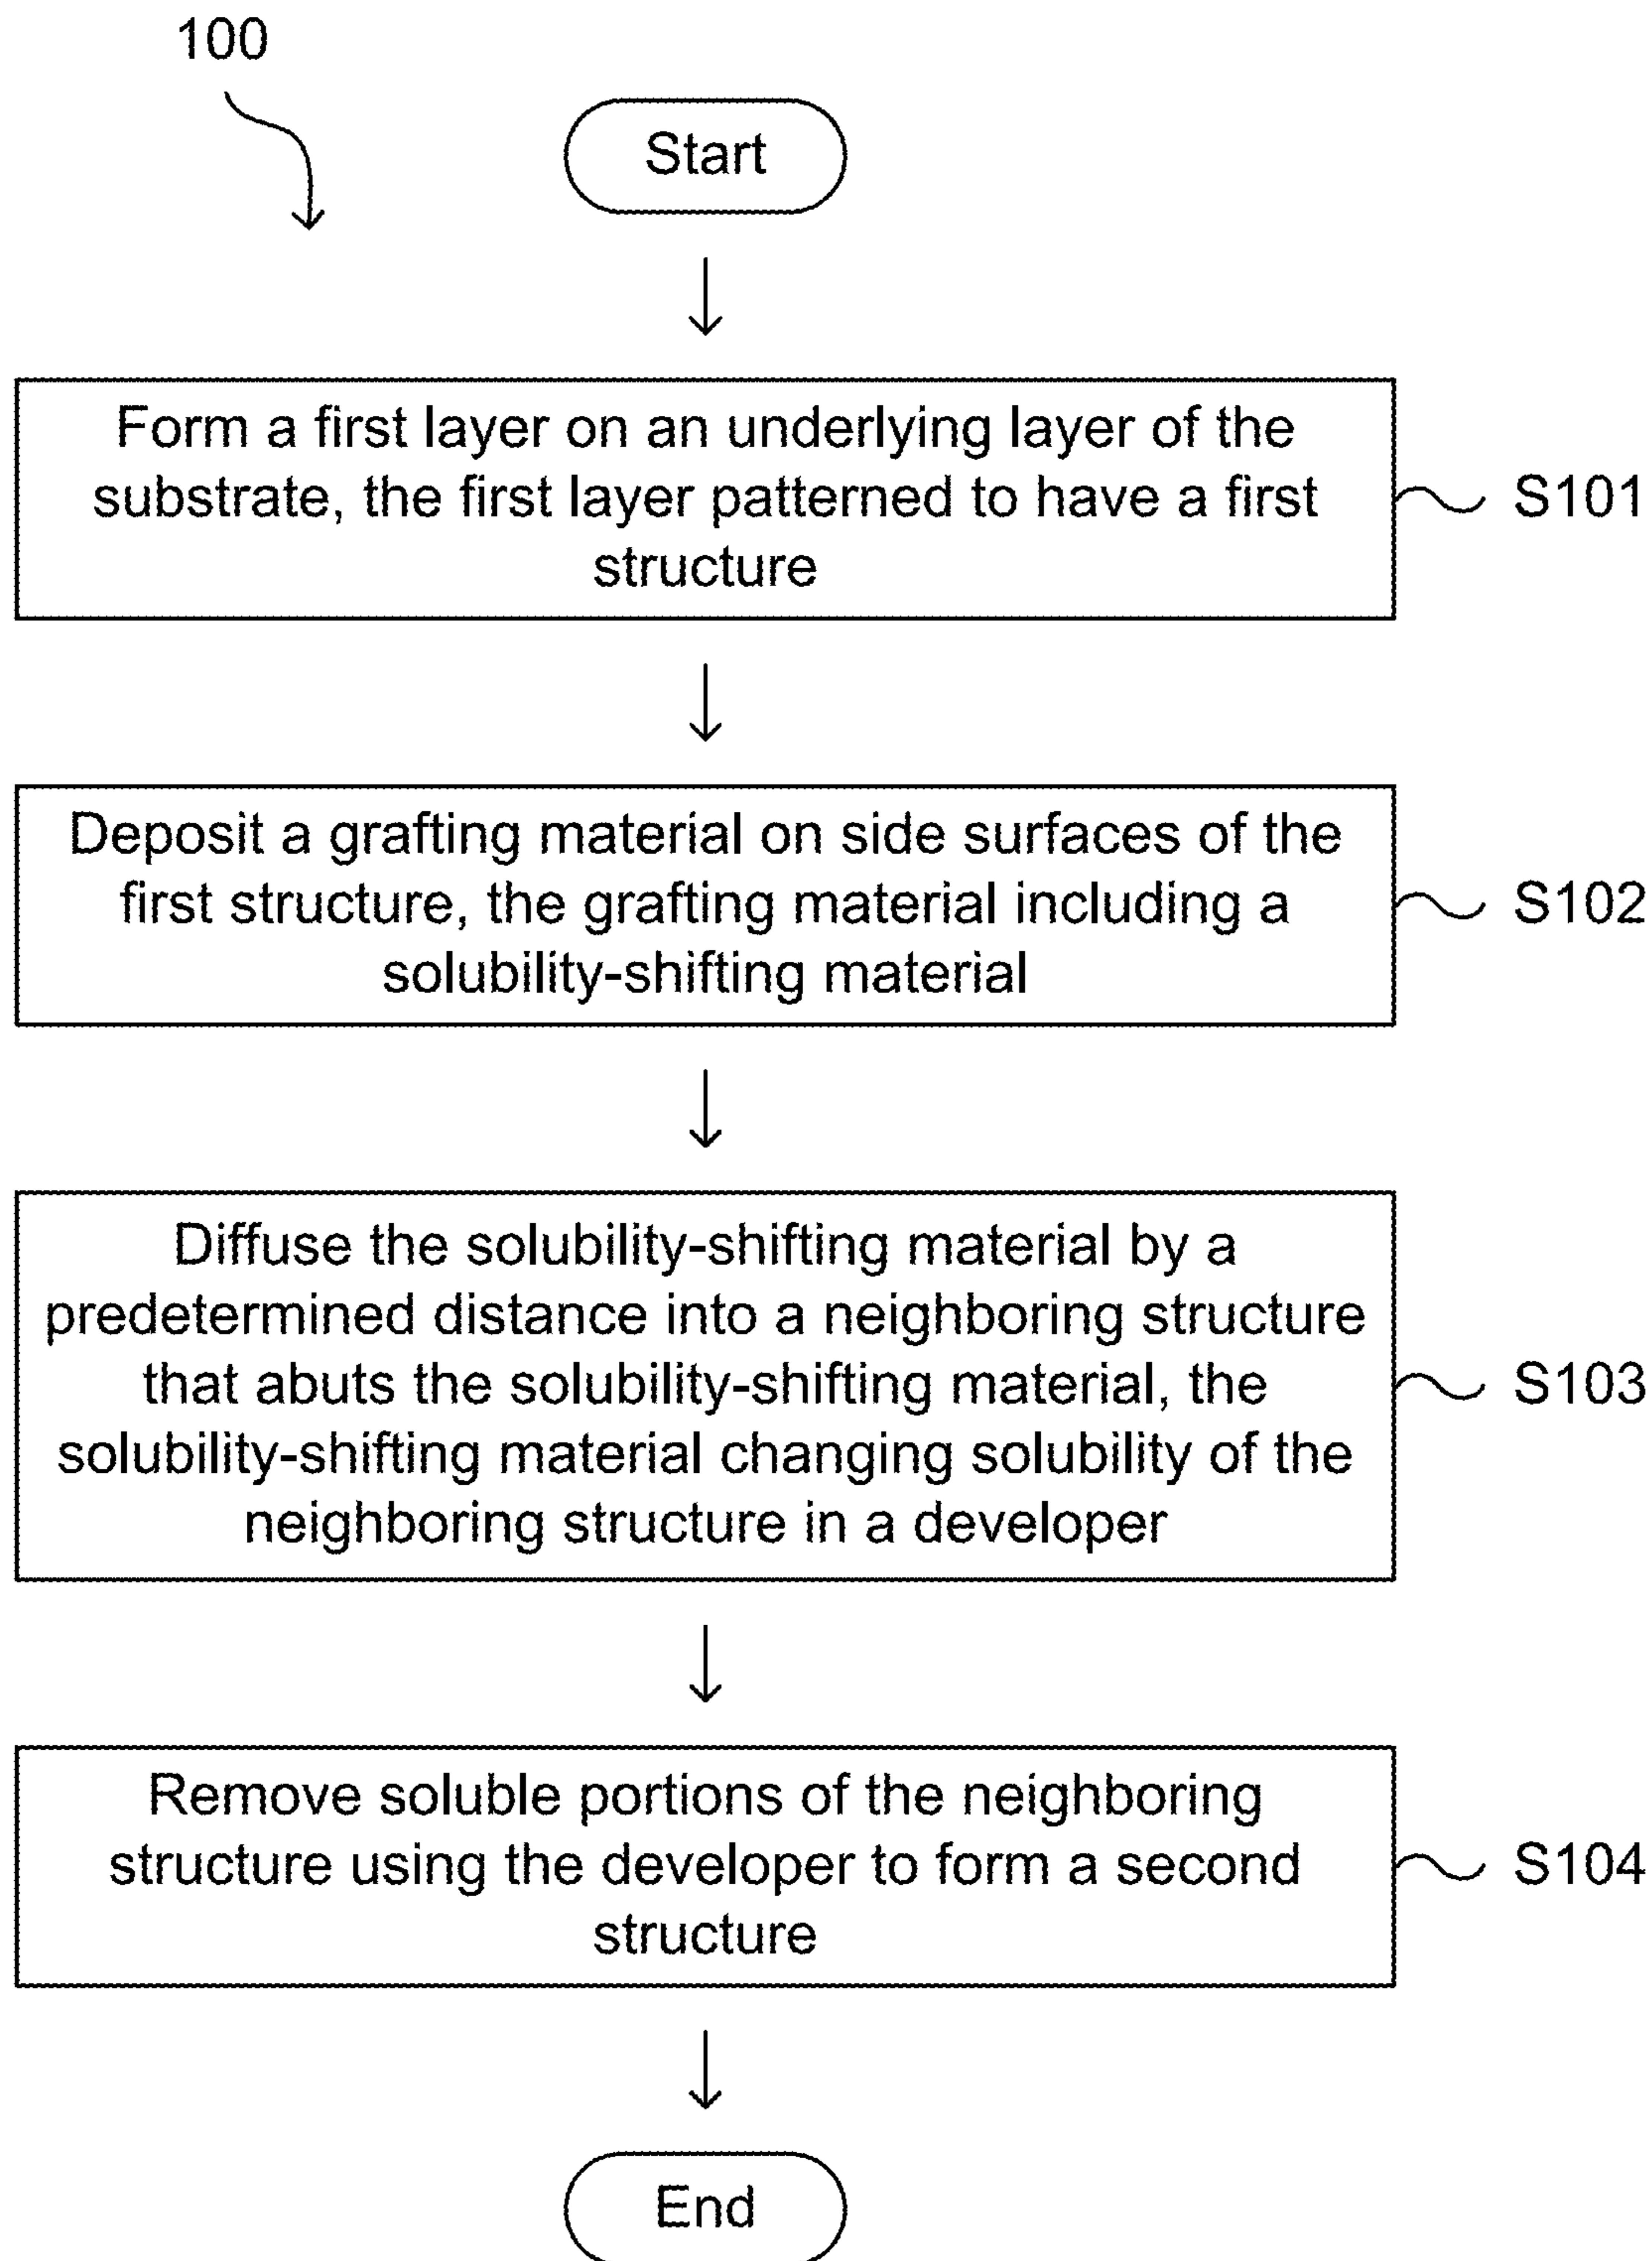 100
Start
Form a first layer on an underlying layer of the
substrate, the first layer patterned to have a first
structure
S101
Deposit a grafting material on side surfaces of the
first structure, the grafting material including a
solubility-shifting material
S102
Diffuse the solubility-shifting material by a
predetermined distance into a neighboring structure
that abuts the solubility-shifting material, the
solubility-shifting material changing solubility of the
neighboring structure in a developer
S103
Remove soluble portions of the neighboring
structure using the developer to form a second
structure
S104
End